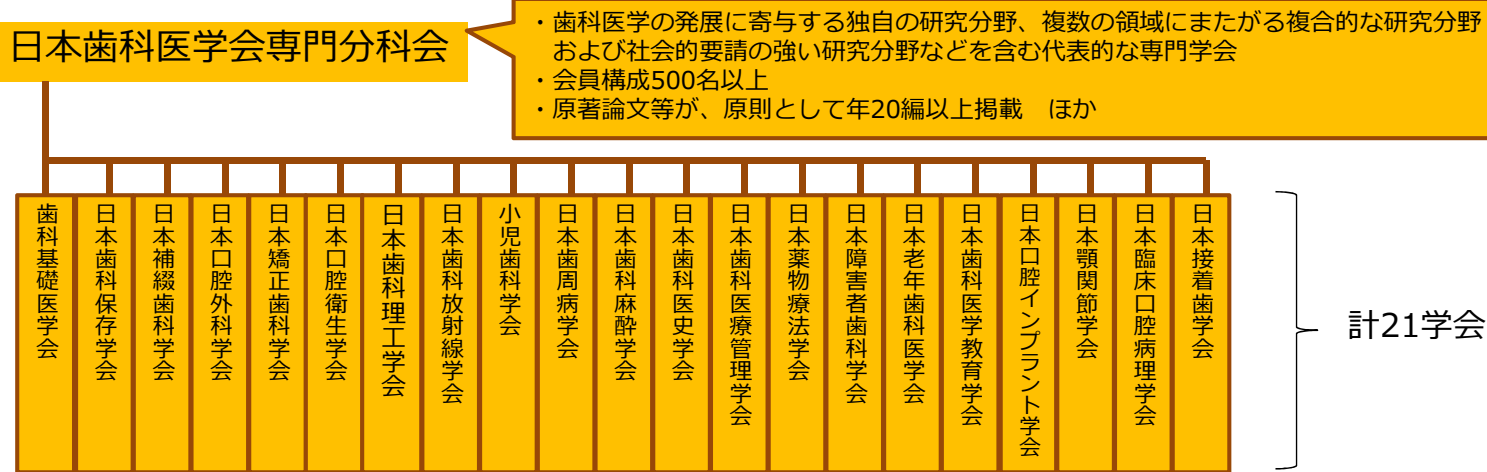 日本歯科医学会専門分科会
・歯科医学の発展に寄与する独自の研究分野、複数の領域にまたがる複合的な研究分野
および社会的要請の強い研究分野などを含む代表的な専門学会
・会員構成500名以上
・原著論文等が、原則として年20編以上掲載　ほか
歯科基礎医学会
日本歯科保存学会
日本補綴歯科学会
日本口腔外科学会
日本矯正歯科学会
日本口腔衛生学会
日本歯科理工学会
日本歯科放射線学会
小児歯科学会
日本歯周病学会
日本歯科麻酔学会
日本歯科医史学会
日本歯科医療管理学会
日本薬物療法学会
日本障害者歯科学会
日本老年歯科医学会
日本歯科医学教育学会
日本口腔インプラント学会
日本顎関節学会
日本臨床口腔病理学会
日本接着歯学会
計21学会